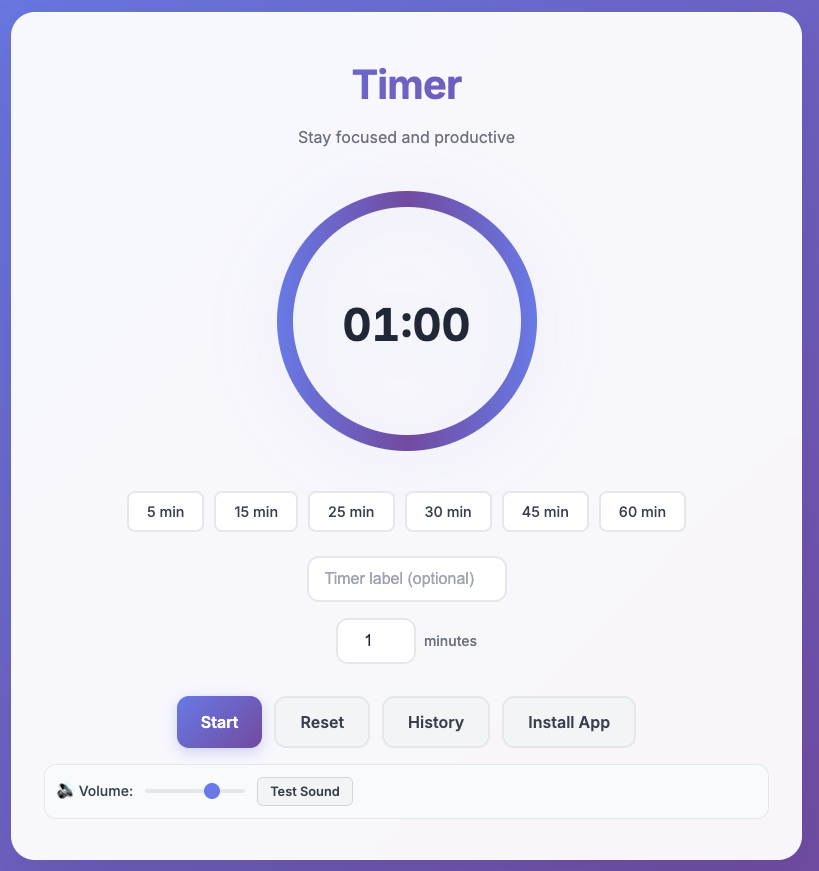 Timer
Stay focused and productive
01:00
5 min 15 min 25 min 30 min 45 min 60 min
Timer label (optional)
1 minutes
Start Reset History Install App
Volume: Test Sound